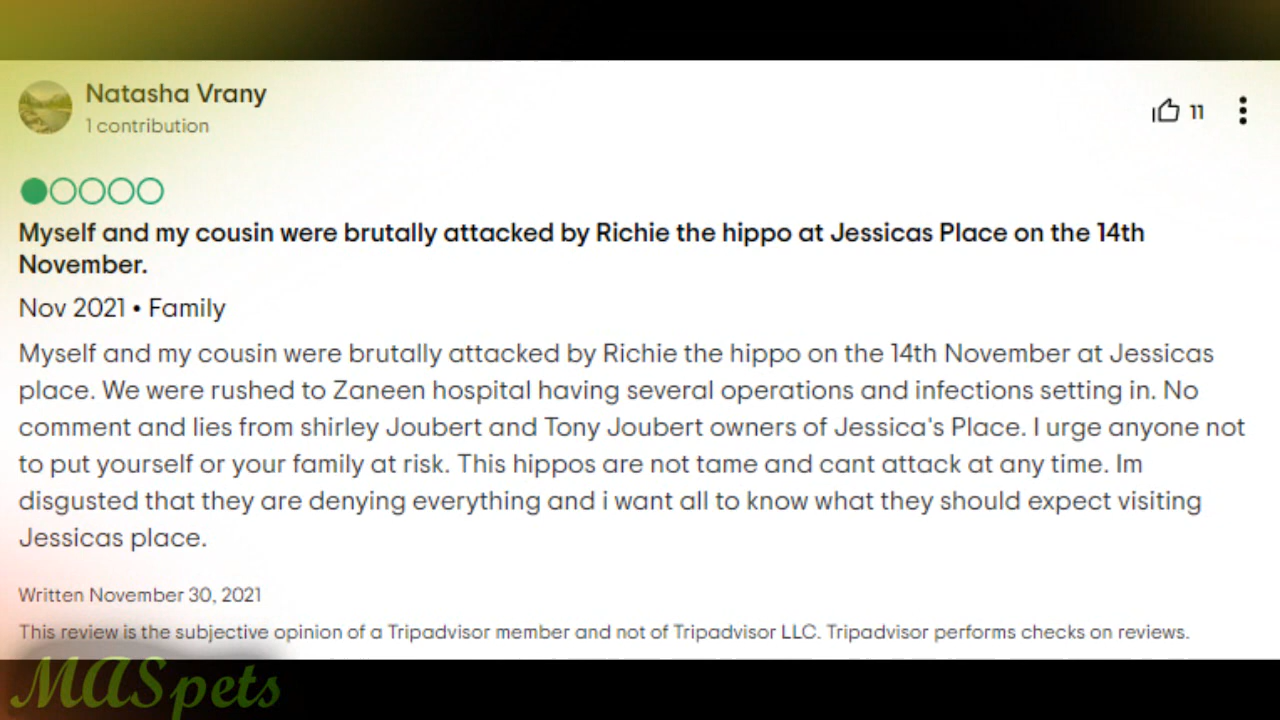 Natasha Vrany
1 contribution
11
Myself and my cousin were brutally attacked by Richie the hippo at Jessicas Place on the 14th
November.
Nov 2021 • Family
Myself and my cousin were brutally attacked by Richie the hippo on the 14th November at Jessicas
place. We were rushed to Zaneen hospital having several operations and infections setting in. No
comment and lies from shirley Joubert and Tony Joubert owners of Jessica's Place. I urge anyone not
to put yourself or your family at risk. This hippos are not tame and cant attack at any time. Im
disgusted that they are denying everything and i want all to know what they should expect visiting
Jessicas place.
Written November 30, 2021
This review is the subjective opinion of a Tripadvisor member and not of Tripadvisor LLC. Tripadvisor performs checks on reviews.
MASpets